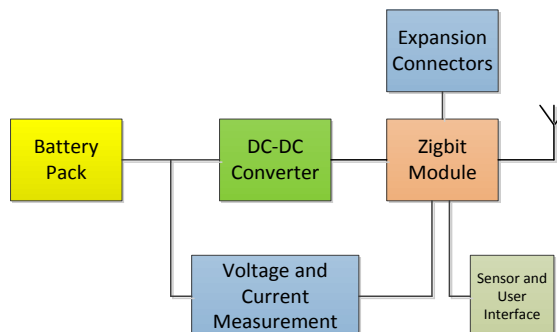 Expansion
Connectors
Battery
Pack
DC-DC
Converter
Zigbit
Module
Voltage and
Current
Measurement
Sensor and
User
Interface